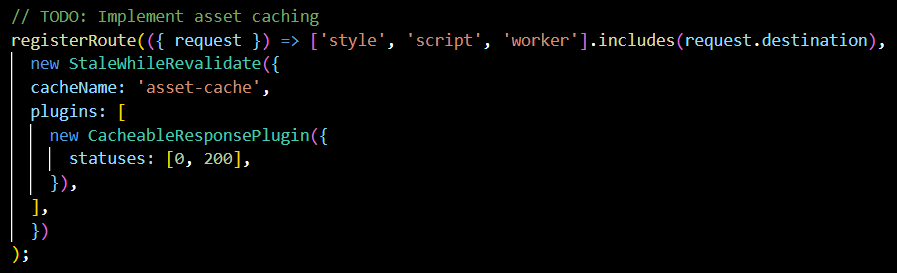 // TODO: Implement asset caching
registerRoute(({ request }) => ['style', 'script', 'worker'].includes(request.destination),
  new StaleWhileRevalidate({
  cacheName: 'asset-cache',
  plugins: [
    new CacheableResponsePlugin({
      statuses: [0, 200],
    }),
  ],
  })
);